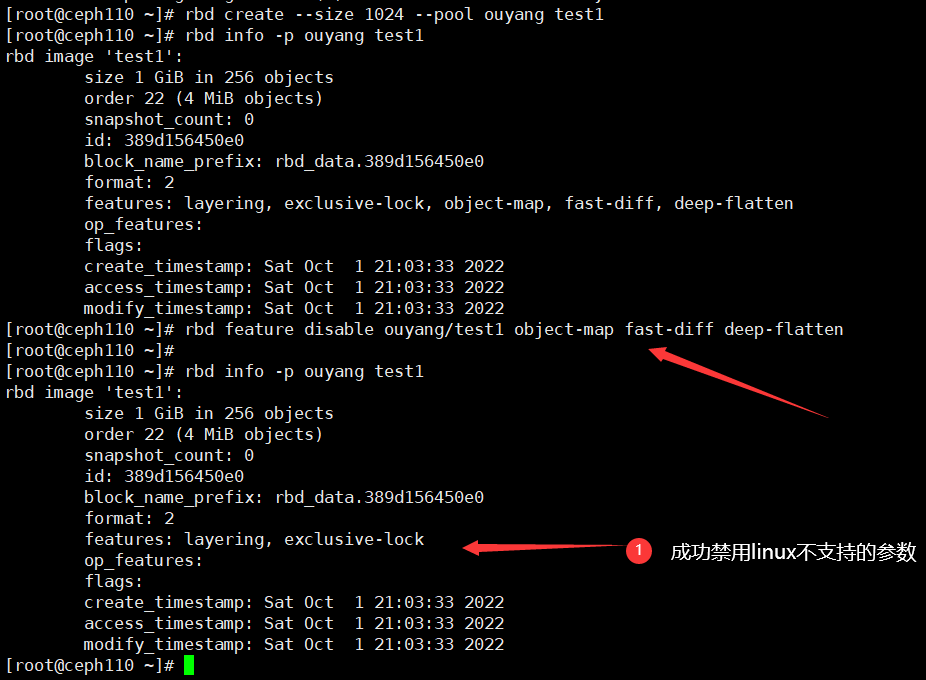 [root@ceph110 ~]# rbd create --size 1024 --pool ouyang test1
[root@ceph110 ~]# rbd info -p ouyang test1
rbd image 'test1':
        size 1 GiB in 256 objects
        order 22 (4 MiB objects)
        snapshot_count: 0
        id: 389d156450e0
        block_name_prefix: rbd_data.389d156450e0
        format: 2
        features: layering, exclusive-lock, object-map, fast-diff, deep-flatten
        op_features:
        flags:
        create_timestamp: Sat Oct  1 21:03:33 2022
        access_timestamp: Sat Oct  1 21:03:33 2022
        modify_timestamp: Sat Oct  1 21:03:33 2022
[root@ceph110 ~]# rbd feature disable ouyang/test1 object-map fast-diff deep-flatten
[root@ceph110 ~]#
[root@ceph110 ~]# rbd info -p ouyang test1
rbd image 'test1':
        size 1 GiB in 256 objects
        order 22 (4 MiB objects)
        snapshot_count: 0
        id: 389d156450e0
        block_name_prefix: rbd_data.389d156450e0
        format: 2
        features: layering, exclusive-lock
1 成功禁用linux不支持的参数
        op_features:
        flags:
        create_timestamp: Sat Oct  1 21:03:33 2022
        access_timestamp: Sat Oct  1 21:03:33 2022
        modify_timestamp: Sat Oct  1 21:03:33 2022
[root@ceph110 ~]#